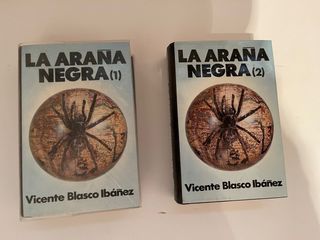 LA ARAÑA
NEGRA (1)
Vicente Blasco Ibáñez
LA ARAÑA
NEGRA (2)
Vicente Blasco Ibáñez